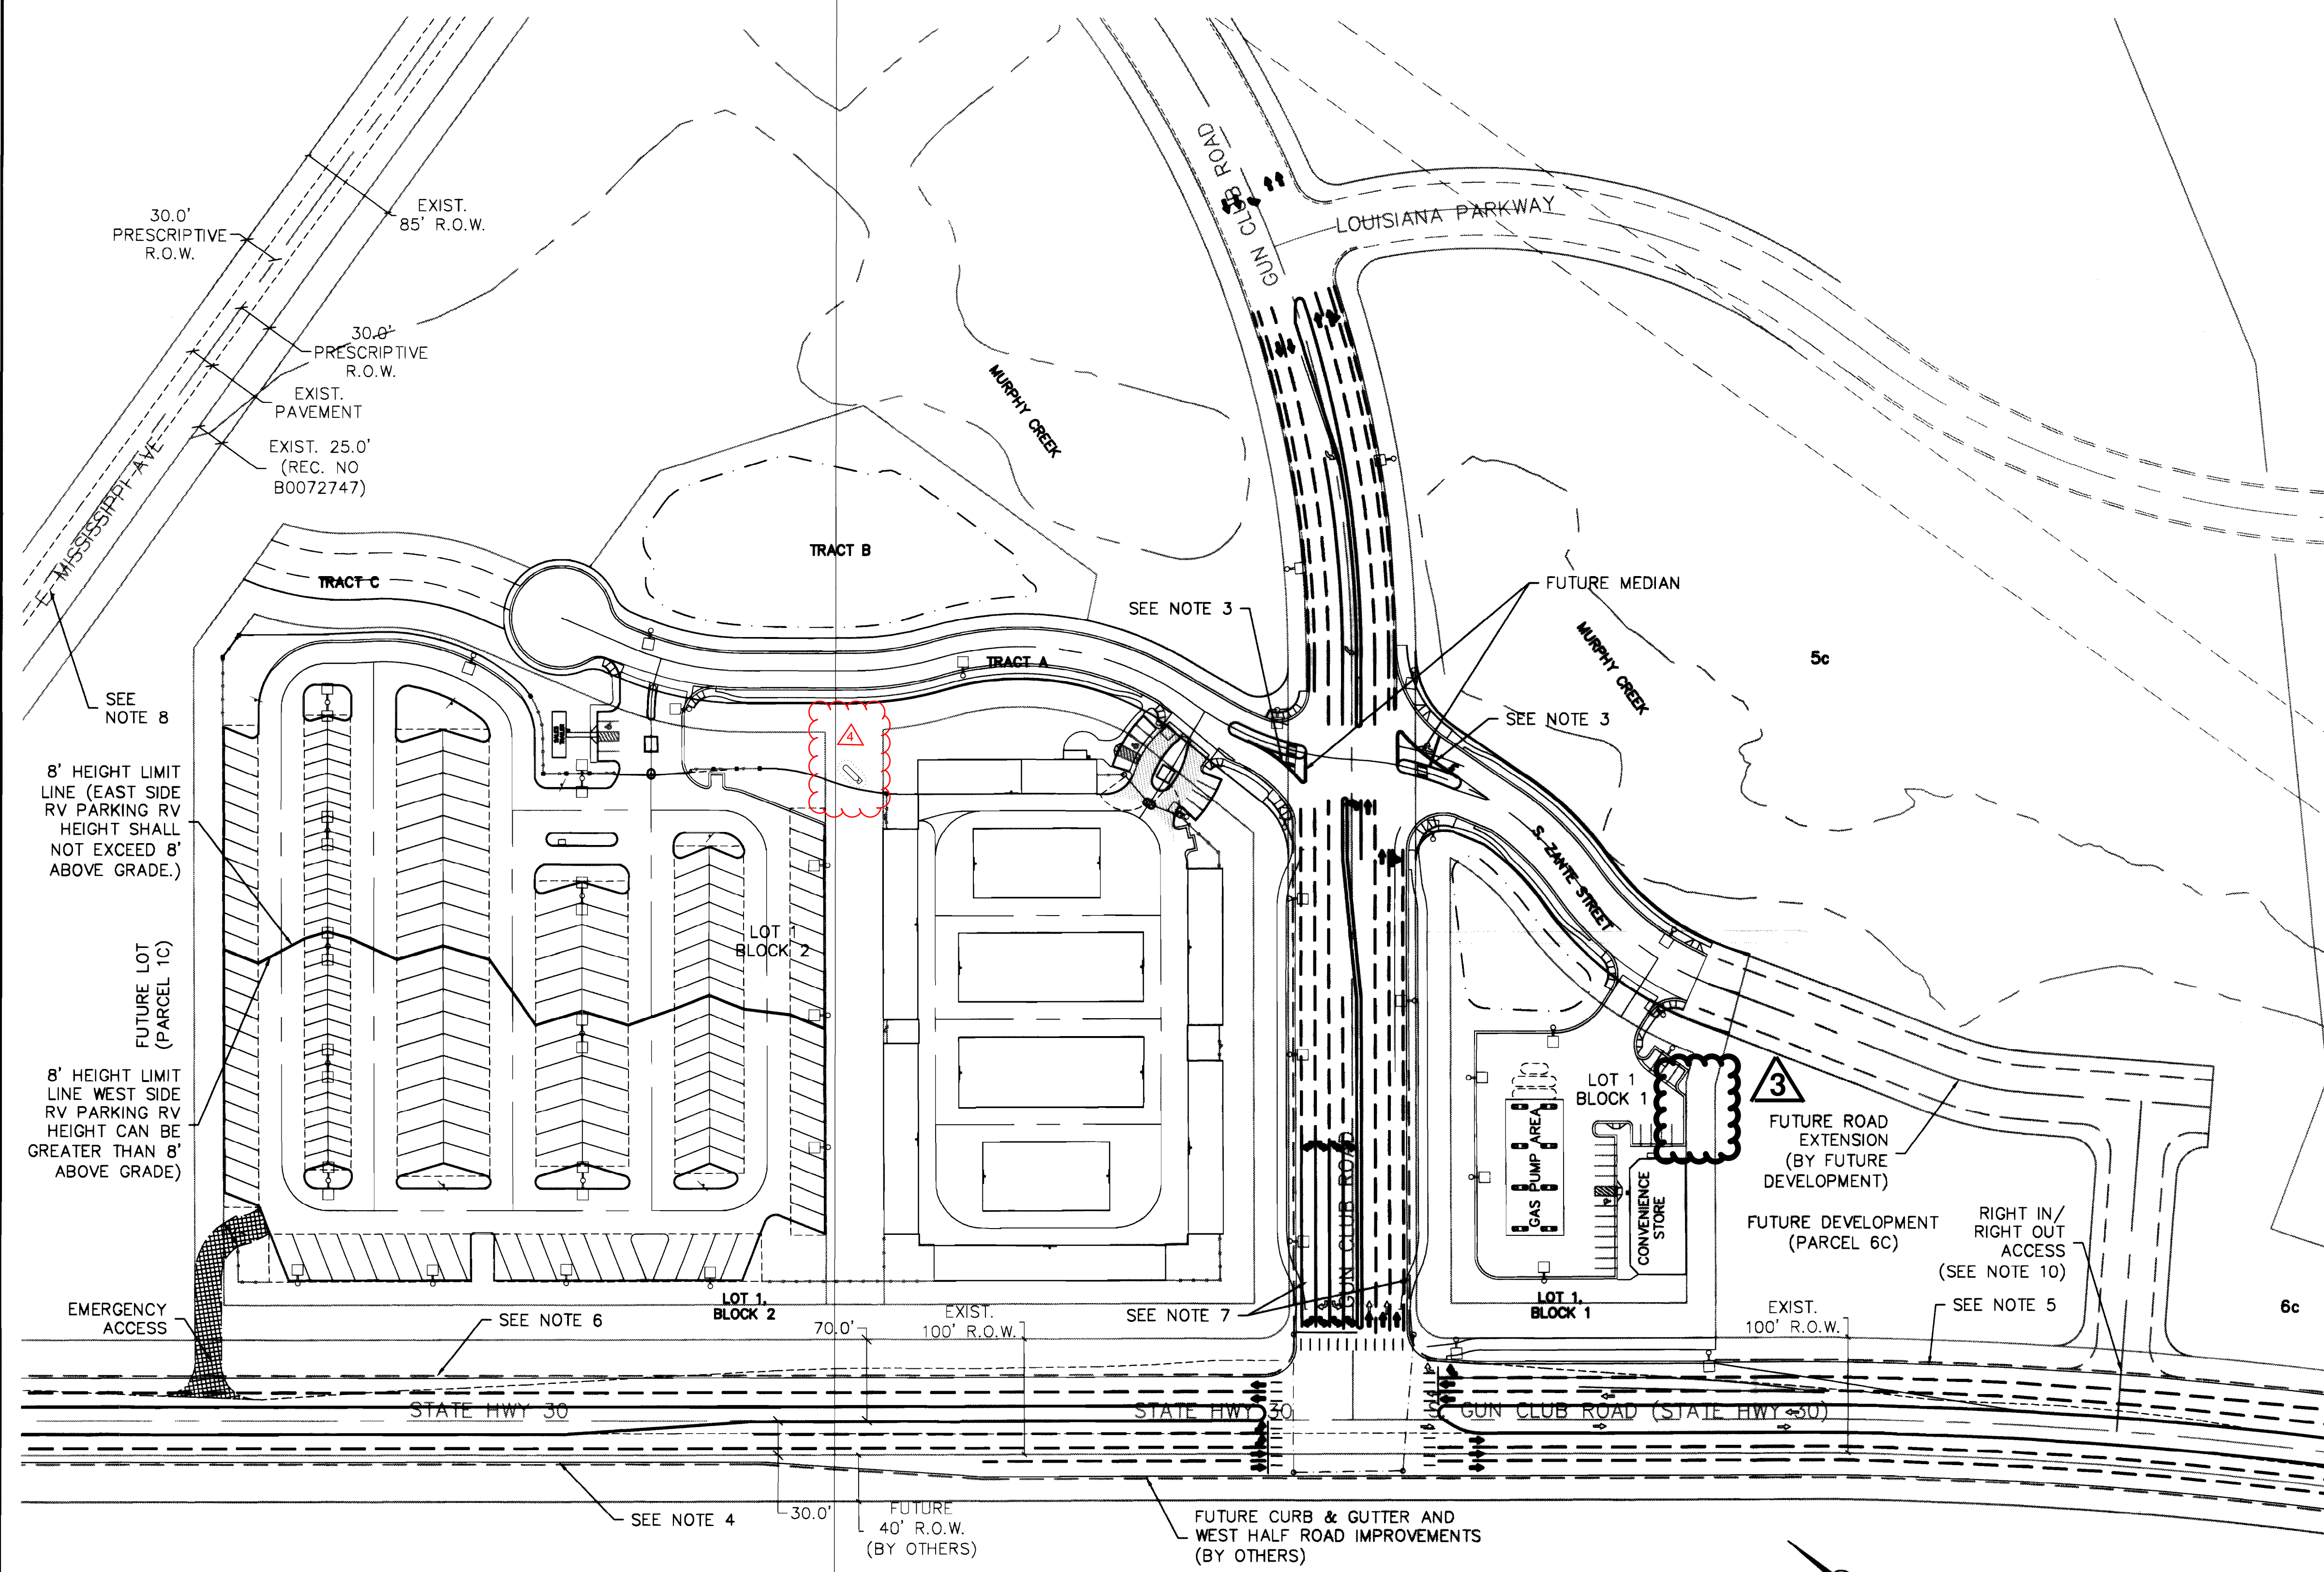 GUN CLUB ROAD
LOUISIANA PARKWAY
30.0'
PRESCRIPTIVE
R.O.W.
EXIST.
85' R.O.W.
30.0'
PRESCRIPTIVE
R.O.W.
EXIST.
PAVEMENT
EXIST. 25.0'
(REC. NO
B0072747)
E. MISSISSIPPI AVE
MURPHY CREEK
TRACT B
TRACT C
TRACT A
SEE NOTE 3
FUTURE MEDIAN
MURPHY CREEK
5c
SEE NOTE 3
SEE
NOTE 8
4
8' HEIGHT LIMIT
LINE (EAST SIDE
RV PARKING RV
HEIGHT SHALL
NOT EXCEED 8'
ABOVE GRADE.)
S. ZANTE STREET
LOT 1
BLOCK 2
FUTURE LOT
(PARCEL 1C)
8' HEIGHT LIMIT
LINE WEST SIDE
RV PARKING RV
HEIGHT CAN BE
GREATER THAN 8'
ABOVE GRADE)
LOT 1
BLOCK 1
3
FUTURE ROAD
EXTENSION
(BY FUTURE
DEVELOPMENT)
GAS PUMP AREA
CONVENIENCE
STORE
GUN CLUB ROAD
FUTURE DEVELOPMENT
(PARCEL 6C)
RIGHT IN/
RIGHT OUT
ACCESS
(SEE NOTE 10)
EMERGENCY
ACCESS
SEE NOTE 6
LOT 1,
BLOCK 2
70.0'
EXIST.
100' R.O.W.
SEE NOTE 7
LOT 1,
BLOCK 1
EXIST.
100' R.O.W.
SEE NOTE 5
6c
STATE HWY 30
STATE HWY 30
GUN CLUB ROAD (STATE HWY 30)
SEE NOTE 4
30.0'
FUTURE
40' R.O.W.
(BY OTHERS)
FUTURE CURB & GUTTER AND
WEST HALF ROAD IMPROVEMENTS
(BY OTHERS)